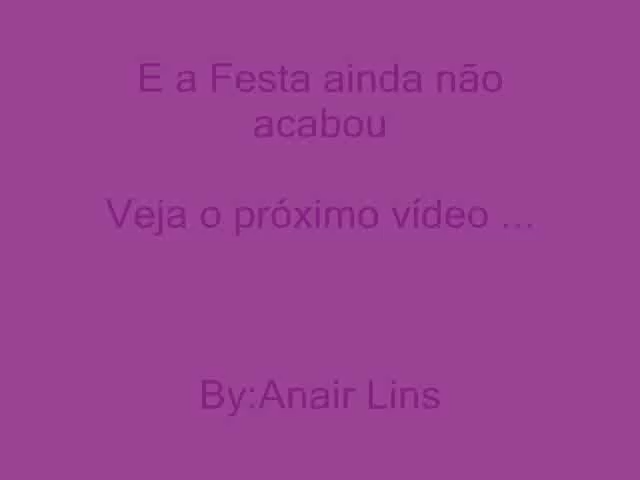 E a Festa ainda não
acabou
Veja o próximo vídeo ...
By:Anair Lins